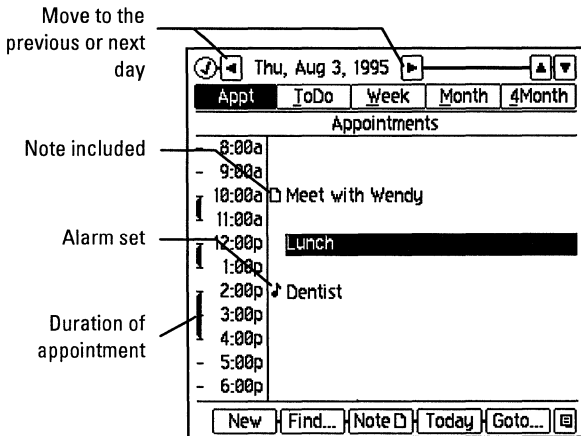 Move to the
previous or next
day
Thu, Aug 3, 1995
Appt ToDo Week Month 4Month
Appointments
Note included
Alarm set
Duration of
appointment
8:00a
9:00a
10:00a Meet with Wendy
11:00a
12:00p Lunch
1:00p
2:00p Dentist
3:00p
4:00p
5:00p
6:00p
New Find... Note Today Goto...